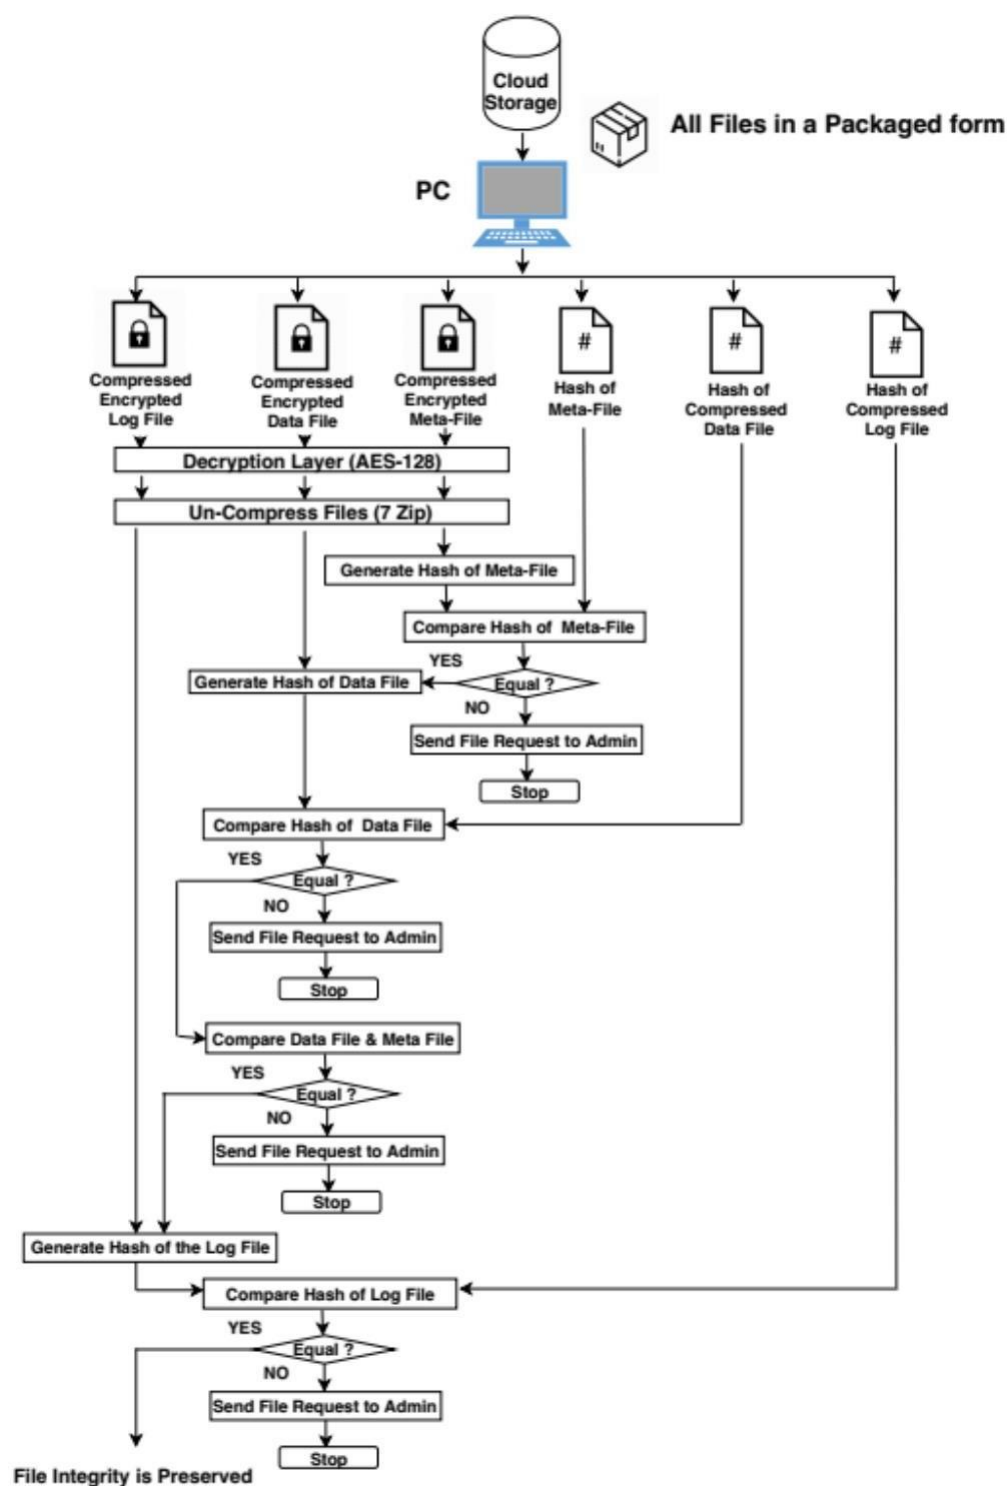 Cloud
Storage
All Files in a Packaged form
PC
Compressed
Encrypted
Log File
Compressed
Encrypted
Data File
Compressed
Encrypted
Meta-File
#
Hash of
Meta-File
#
Hash of
Compressed
Data File
#
Hash of
Compressed
Log File
Decryption Layer (AES-128)
Un-Compress Files (7 Zip)
Generate Hash of Meta-File
Compare Hash of Meta-File
YES
Generate Hash of Data File
Equal ?
NO
Send File Request to Admin
Stop
Compare Hash of Data File
YES
Equal ?
NO
Send File Request to Admin
Stop
Compare Data File & Meta File
YES
Equal ?
NO
Send File Request to Admin
Stop
Generate Hash of the Log File
Compare Hash of Log File
YES
Equal ?
NO
Send File Request to Admin
Stop
File Integrity is Preserved